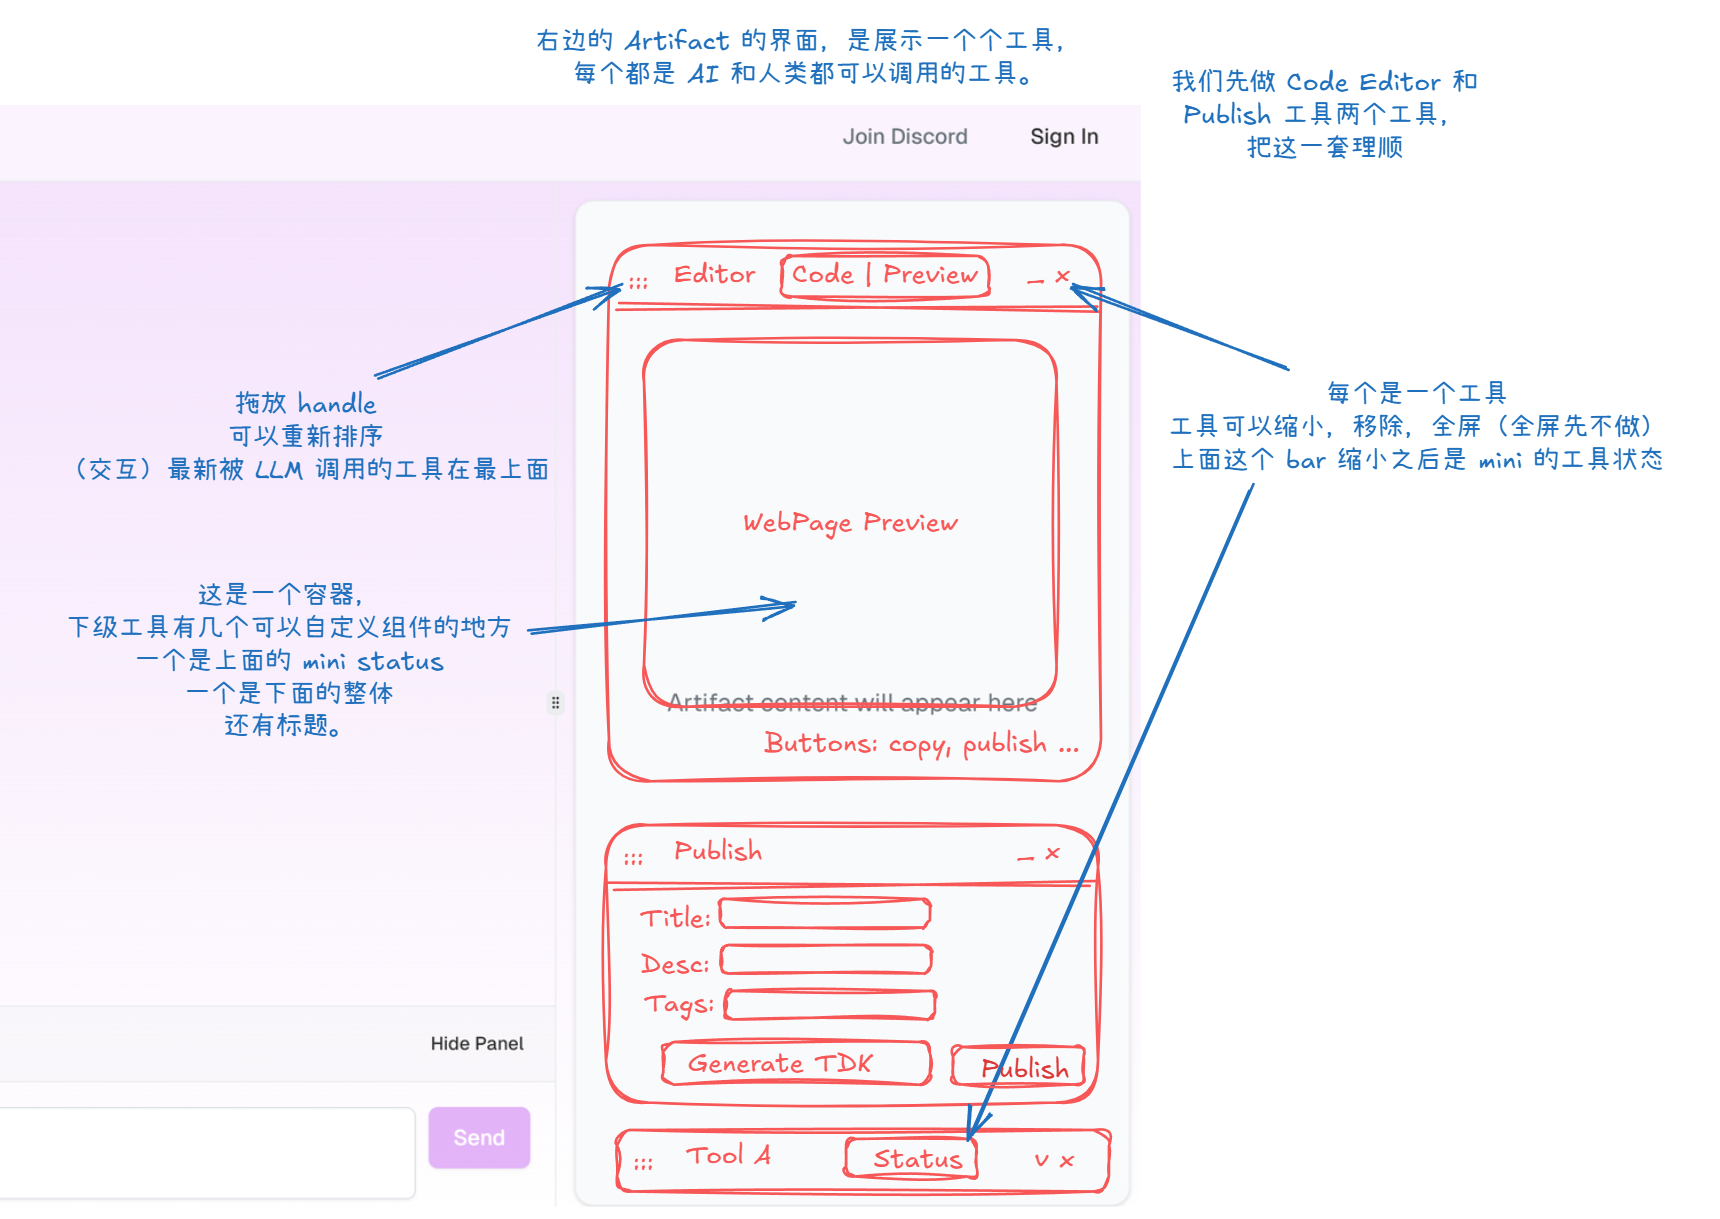 右边的 Artifact 的界面，是展示一个个工具，
每个都是 AI 和人类都可以调用的工具。
我们先做 Code Editor 和
Publish 工具两个工具，
把这一套理顺
Join Discord
Sign In
::: Editor Code | Preview _ x
拖放 handle
可以重新排序
（交互）最新被 LLM 调用的工具在最上面
每个是一个工具
工具可以缩小，移除，全屏（全屏先不做）
上面这个 bar 缩小之后是 mini 的工具状态
WebPage Preview
这是一个容器，
下级工具有几个可以自定义组件的地方
一个是上面的 mini status
一个是下面的整体
还有标题。
Artifact content will appear here
Buttons: copy, publish ...
::: Publish _ x
Title:
Desc:
Tags:
Generate TDK
Publish
Hide Panel
Send
::: Tool A Status v x